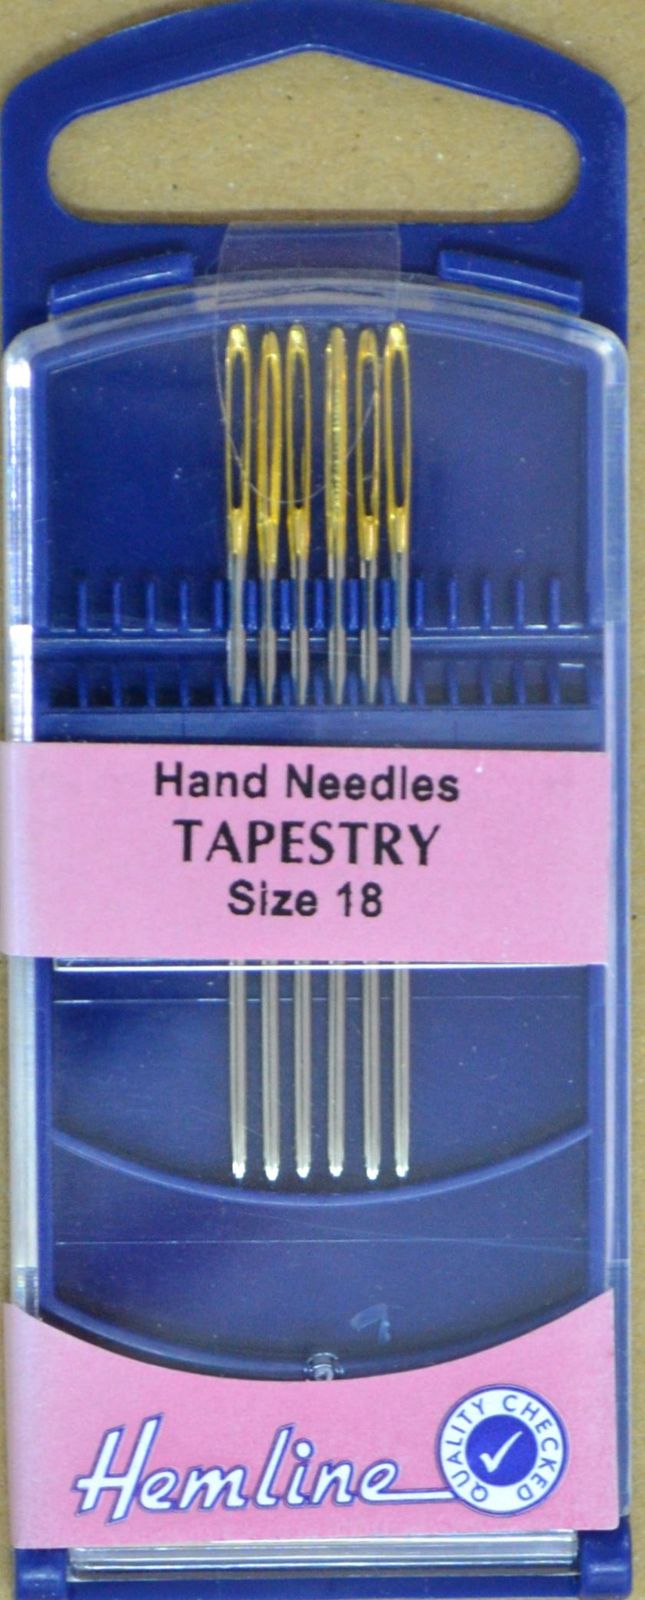 Hand Needles
TAPESTRY
Size 18
Hemline
QUALITY CHECKED